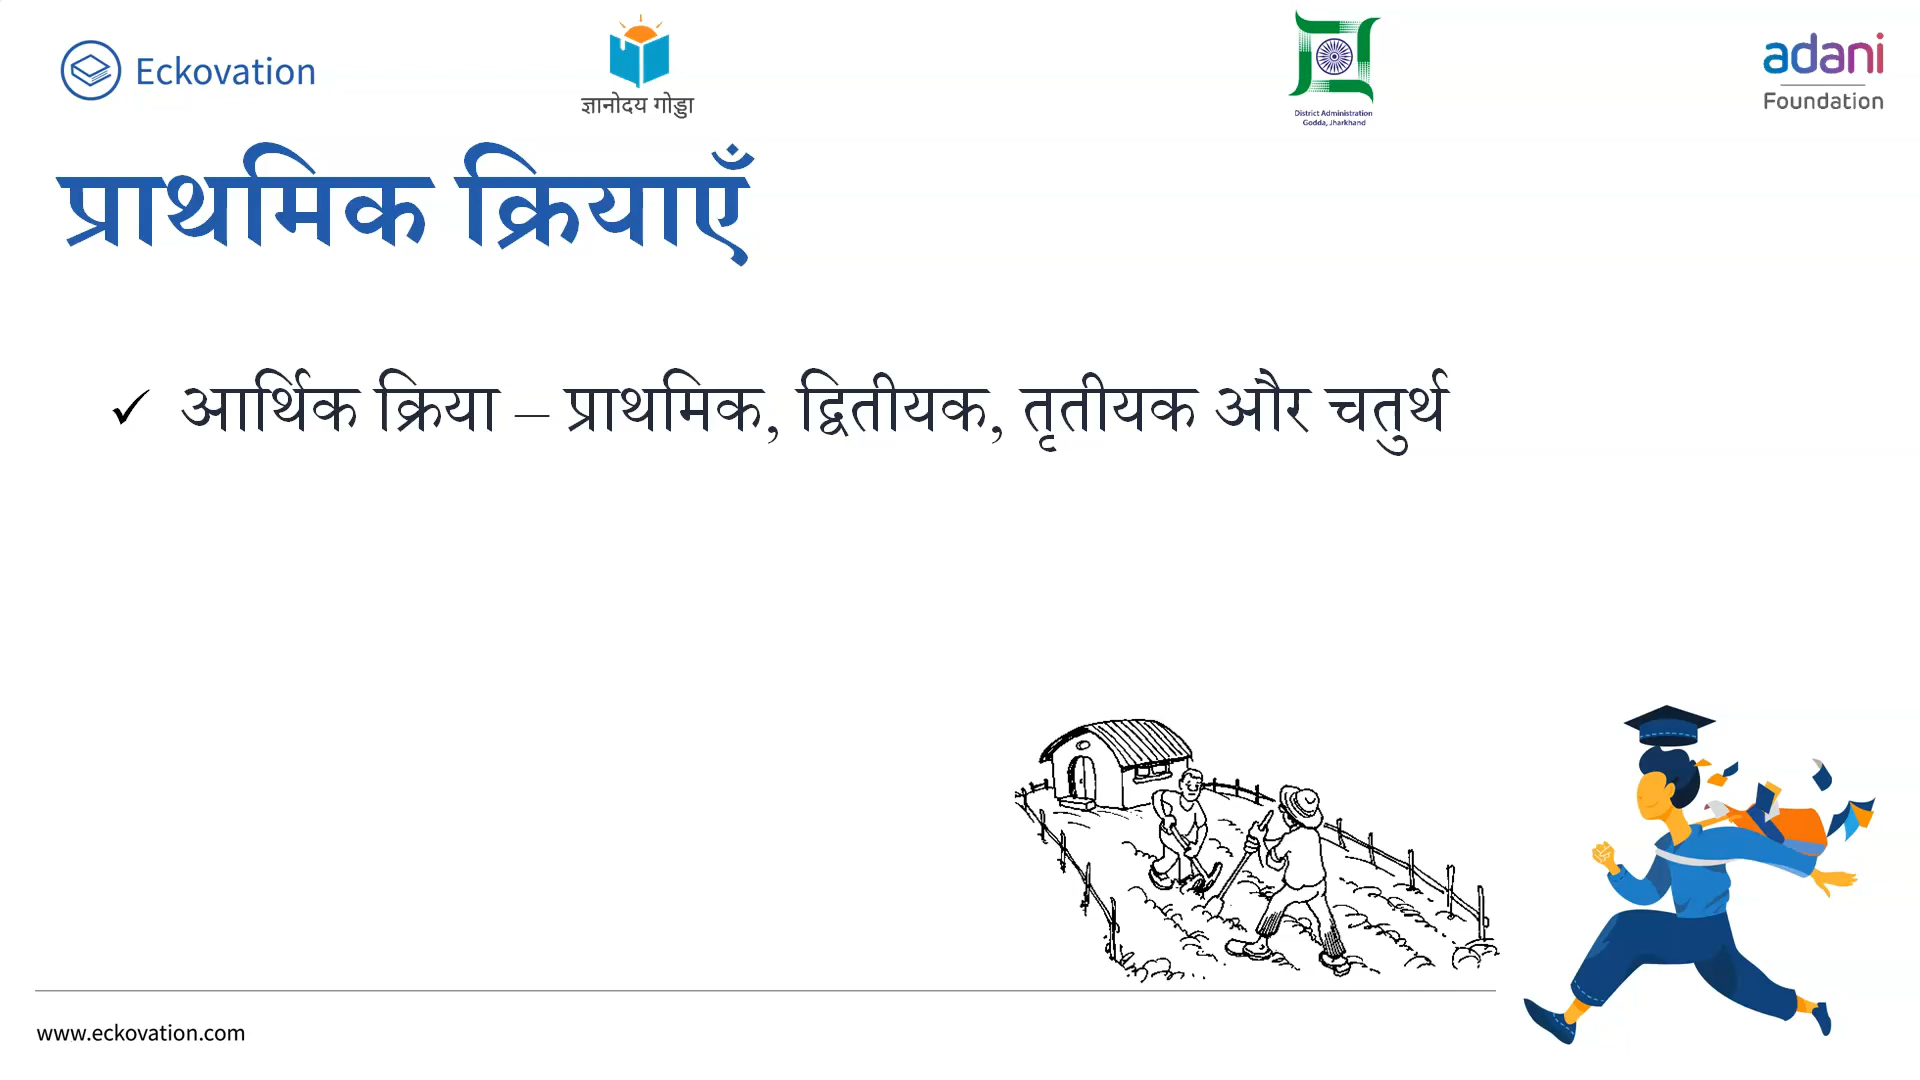 Eckovation
ज्ञानोदय गोड्डा
District Administration
Godda, Jharkhand
adani
Foundation
प्राथमिक क्रियाएँ
✓ आर्थिक क्रिया – प्राथमिक, द्वितीयक, तृतीयक और चतुर्थ
www.eckovation.com